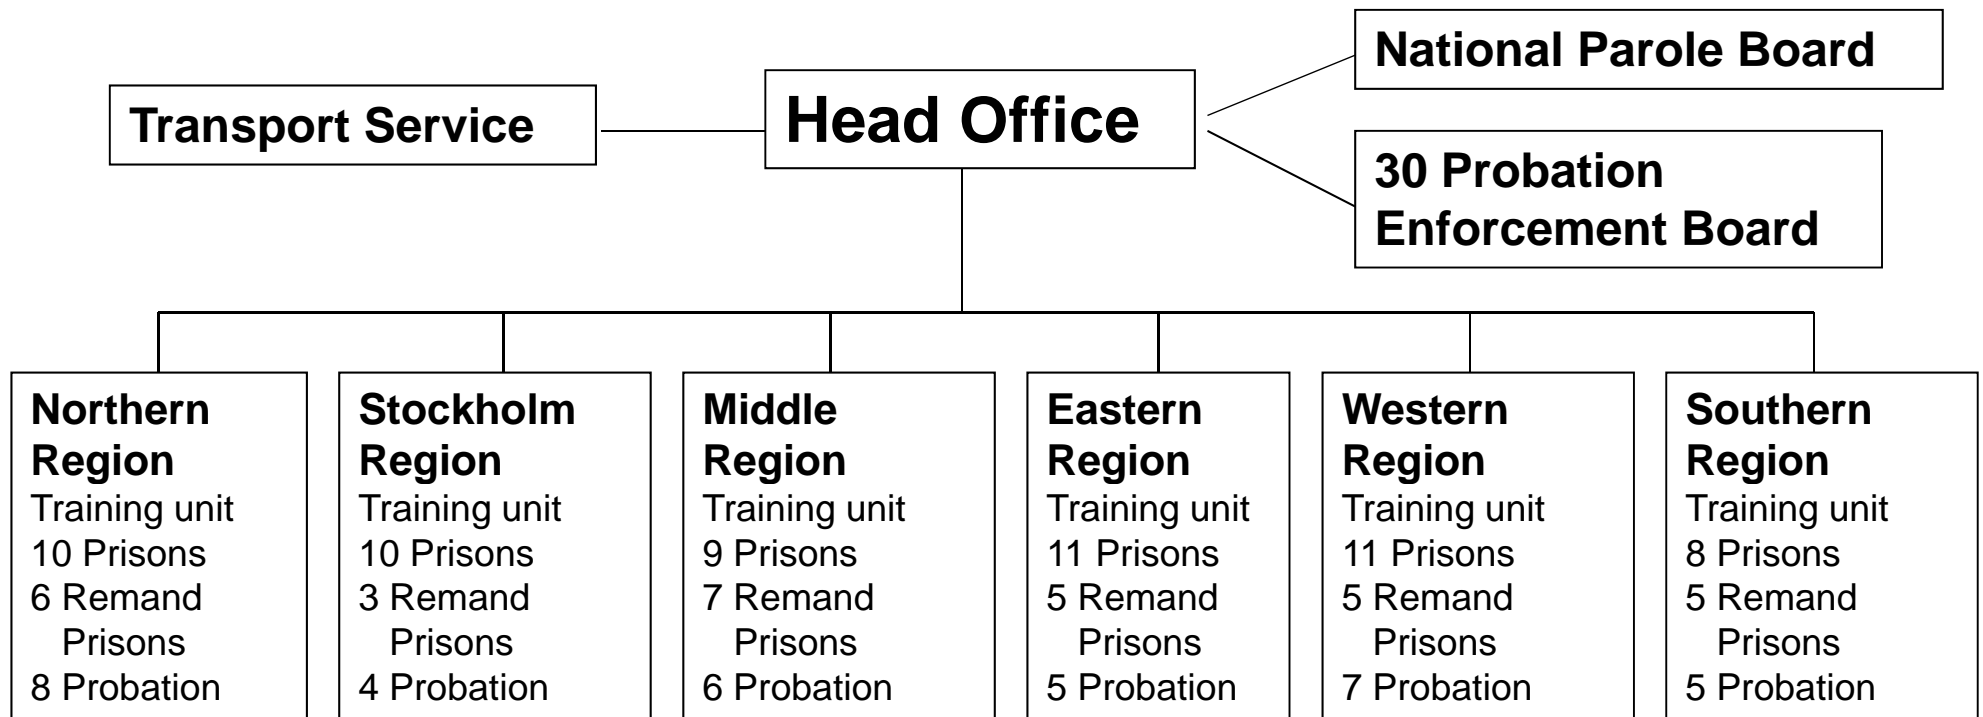 National Parole Board
Transport Service
Head Office
30 Probation
Enforcement Board
Northern
Region
Training unit
10 Prisons
6 Remand
Prisons
8 Probation
Stockholm
Region
Training unit
10 Prisons
3 Remand
Prisons
4 Probation
Middle
Region
Training unit
9 Prisons
7 Remand
Prisons
6 Probation
Eastern
Region
Training unit
11 Prisons
5 Remand
Prisons
5 Probation
Western
Region
Training unit
11 Prisons
5 Remand
Prisons
7 Probation
Southern
Region
Training unit
8 Prisons
5 Remand
Prisons
5 Probation